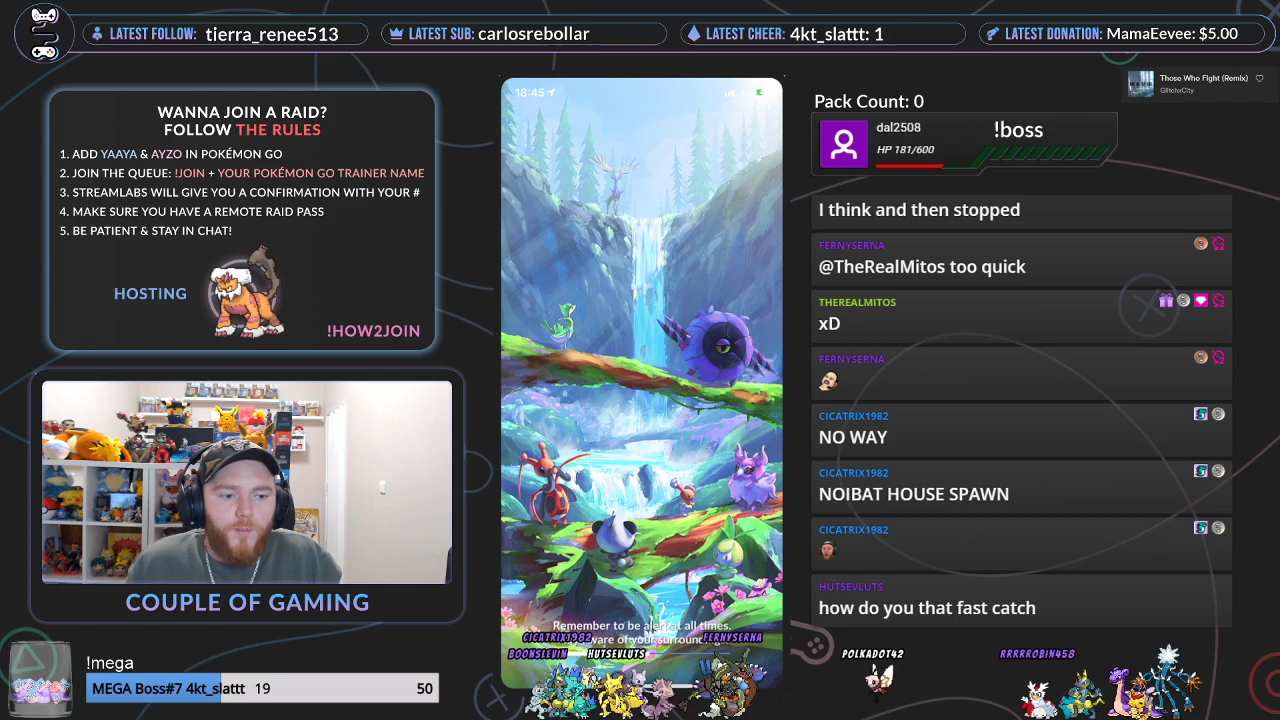 LATEST FOLLOW: tierra_renee513
LATEST SUB: carlosrebollar
LATEST CHEER: 4kt_slattt: 1
LATEST DONATION: MamaEevee: $5.00
WANNA JOIN A RAID?
FOLLOW THE RULES
1. ADD YAAYA & AYZO IN POKÉMON GO
2. JOIN THE QUEUE: !JOIN + YOUR POKÉMON GO TRAINER NAME
3. STREAMLABS WILL GIVE YOU A CONFIRMATION WITH YOUR #
4. MAKE SURE YOU HAVE A REMOTE RAID PASS
5. BE PATIENT & STAY IN CHAT!
HOSTING
!HOW2JOIN
COUPLE OF GAMING
!mega
MEGA Boss#7 4kt_slattt 19 50
18:45
Remember to be alert at all times.
CICATRIX1982
FERNYSERNA
BOONSLEVIN
HUTSEVLUTS
Those Who Fight (Remix)
GlitchxCity
Pack Count: 0
dal2508
HP 181/600
!boss
I think and then stopped
FERNYSERNA
@TheRealMitos too quick
THEREALMITOS
xD
FERNYSERNA
CICATRIX1982
NO WAY
CICATRIX1982
NOIBAT HOUSE SPAWN
CICATRIX1982
HUTSEVLUTS
how do you that fast catch
POLKADOT42
RRRRROBIN458